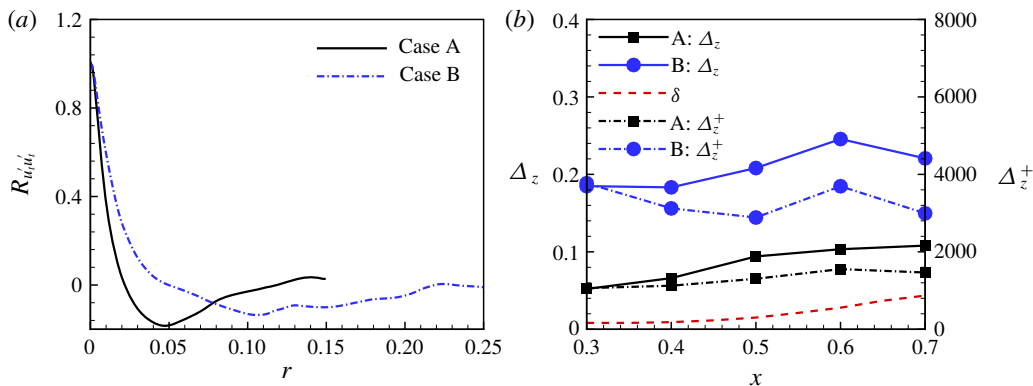 (a)
1.2
0.8
0.4
0
R_{u_t' u_t'}
0 0.05 0.10 0.15 0.20 0.25
r
Case A
Case B
(b)
0.4
0.3
0.2
0.1
0
Δ_z
A: Δ_z
B: Δ_z
δ
A: Δ_z^+
B: Δ_z^+
8000
6000
4000
2000
0
Δ_z^+
0.3 0.4 0.5 0.6 0.7
x